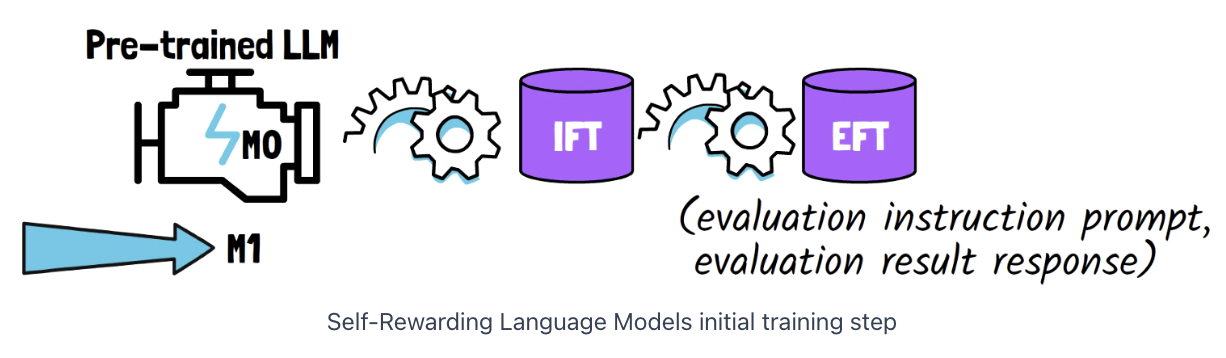 Pre-trained LLM
M0
IFT
EFT
(evaluation instruction prompt,
evaluation result response)
M1
Self-Rewarding Language Models initial training step